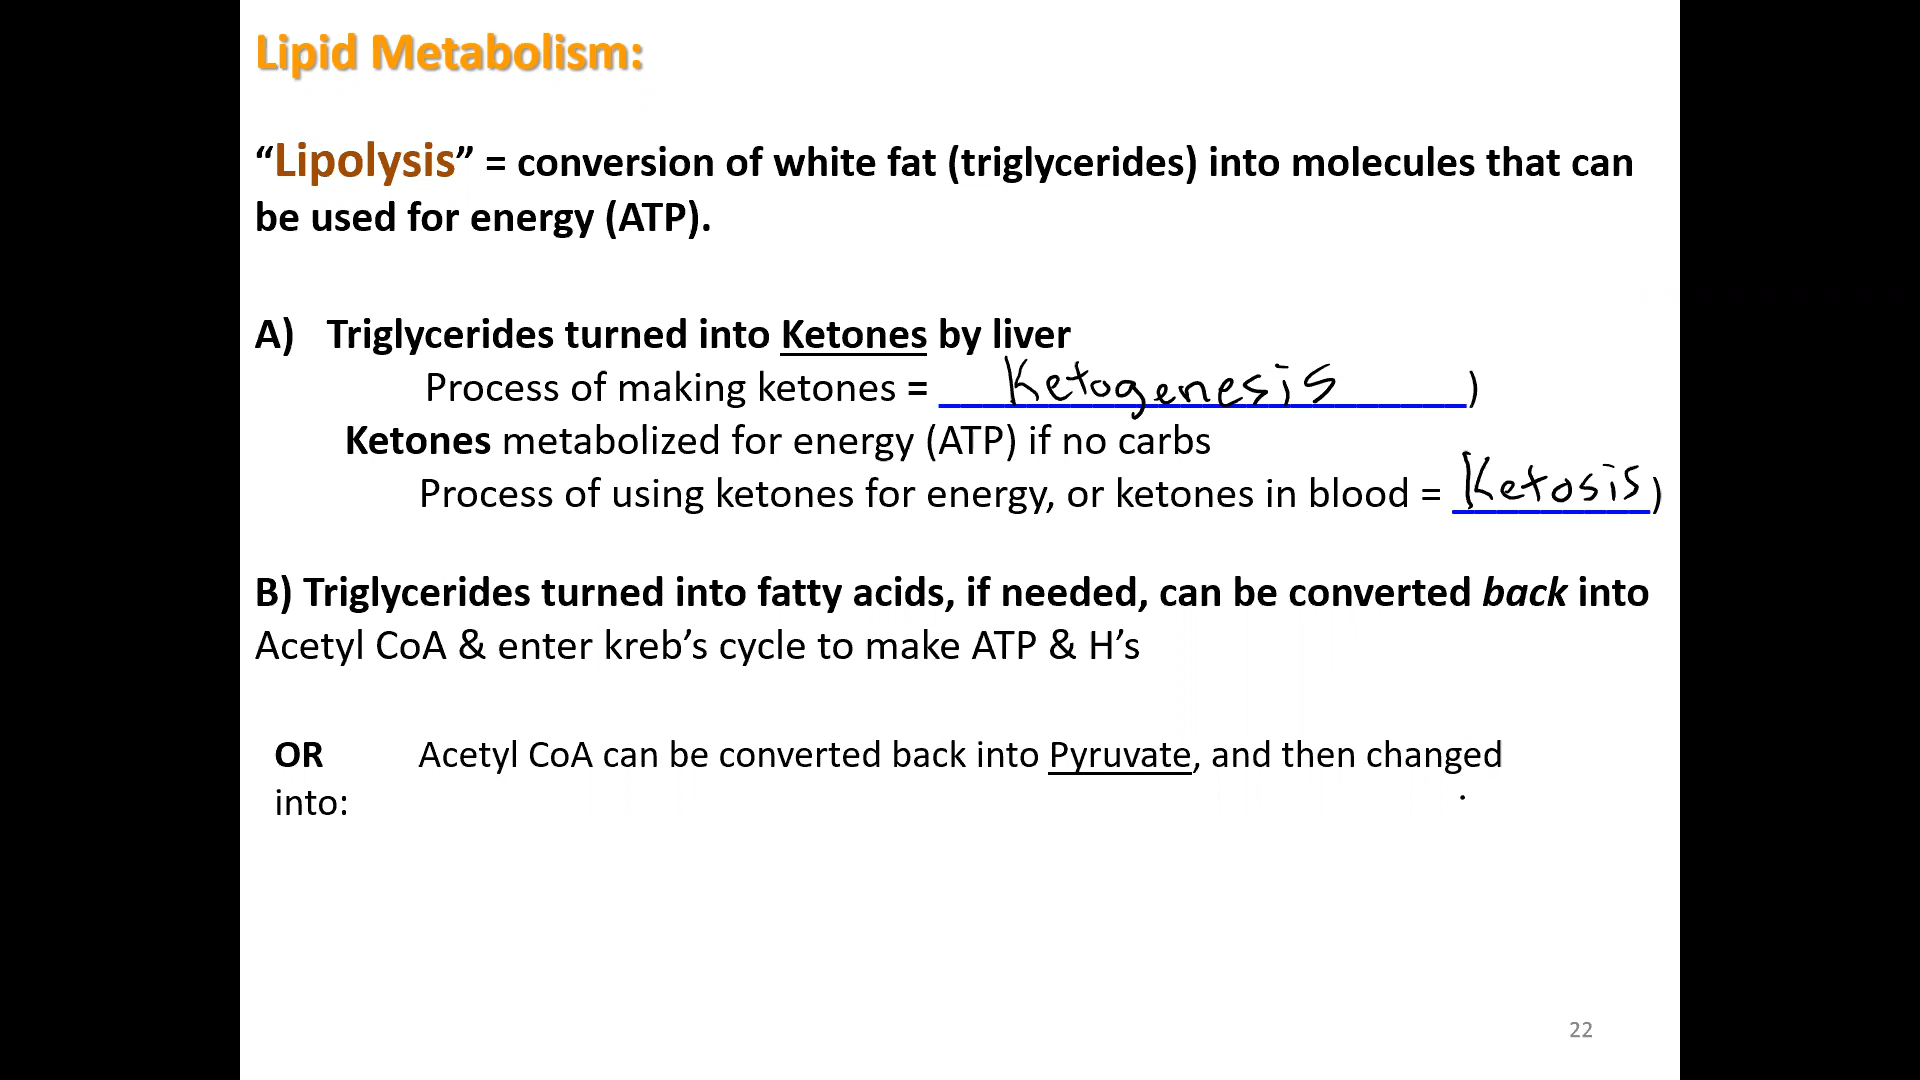 Lipid Metabolism:
“Lipolysis” = conversion of white fat (triglycerides) into molecules that can
be used for energy (ATP).
A) Triglycerides turned into Ketones by liver
Process of making ketones = Ketogenesis)
Ketones metabolized for energy (ATP) if no carbs
Process of using ketones for energy, or ketones in blood = Ketosis)
B) Triglycerides turned into fatty acids, if needed, can be converted back into
Acetyl CoA & enter kreb’s cycle to make ATP & H’s
OR Acetyl CoA can be converted back into Pyruvate, and then changed
into:
22